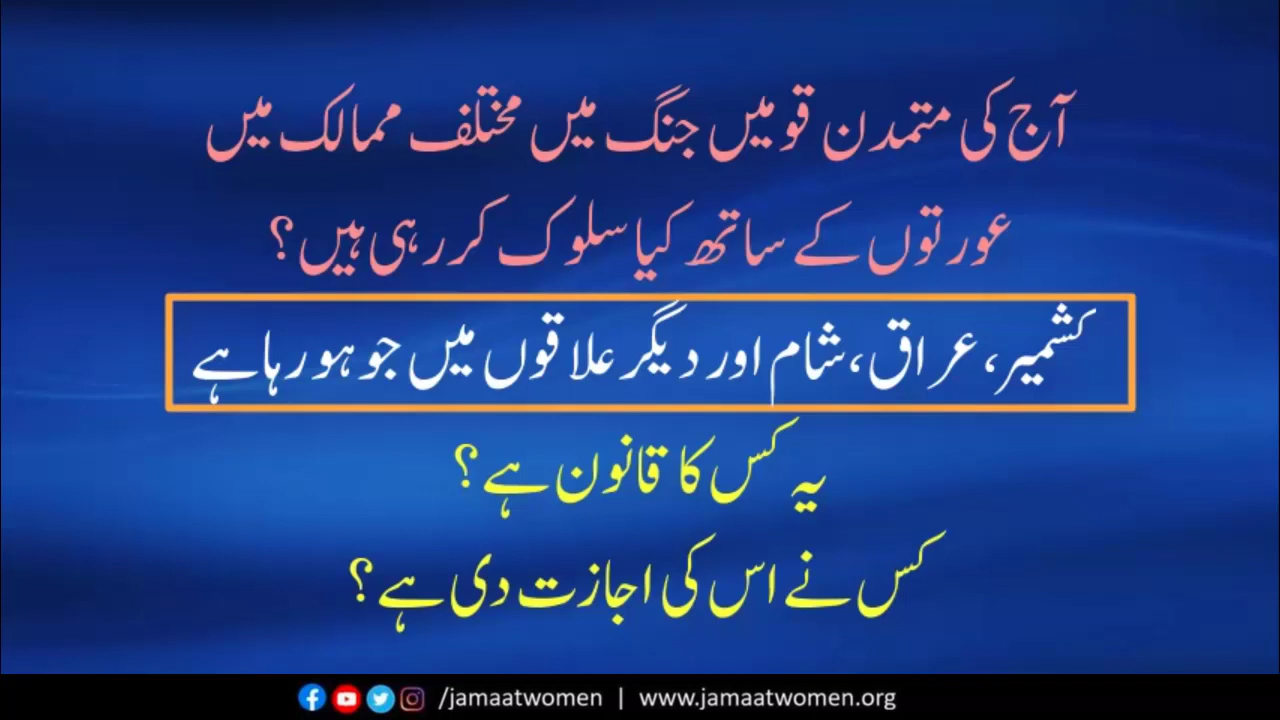 آج کی متمدن قومیں جنگ میں مختلف ممالک میں
عورتوں کے ساتھ کیا سلوک کر رہی ہیں؟
کشمیر، عراق، شام اور دیگر علاقوں میں جو ہو رہا ہے
یہ کس کا قانون ہے؟
کس نے اس کی اجازت دی ہے؟
/jamaatwomen | www.jamaatwomen.org